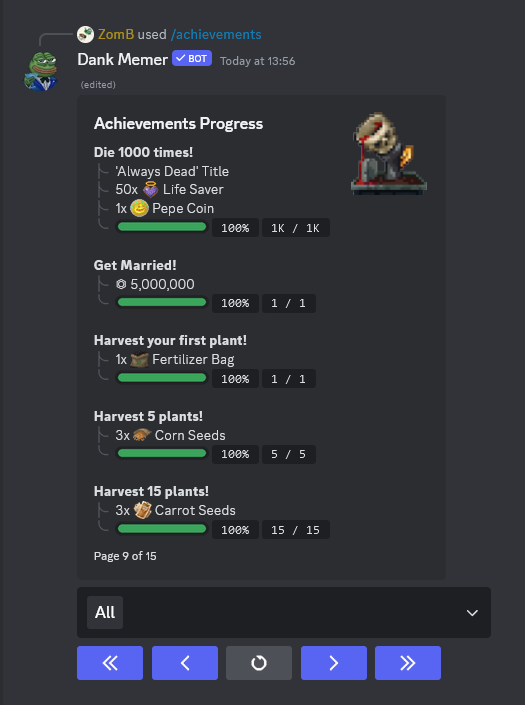 ZomB used /achievements
Dank Memer BOT Today at 13:56
(edited)
Achievements Progress
Die 1000 times!
'Always Dead' Title
50x Life Saver
1x Pepe Coin
100% 1K / 1K
Get Married!
5,000,000
100% 1 / 1
Harvest your first plant!
1x Fertilizer Bag
100% 1 / 1
Harvest 5 plants!
3x Corn Seeds
100% 5 / 5
Harvest 15 plants!
3x Carrot Seeds
100% 15 / 15
Page 9 of 15
All